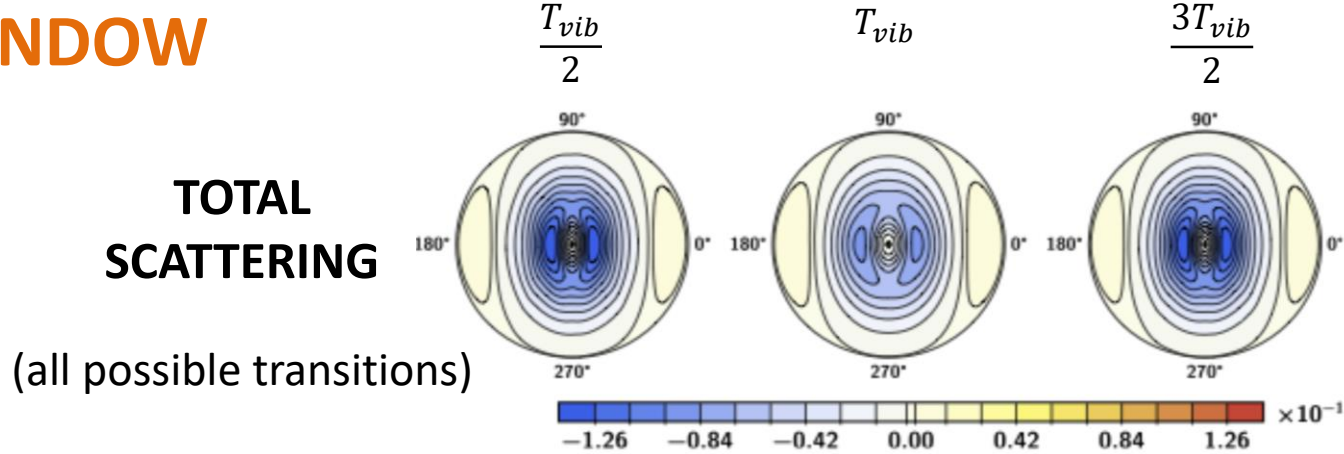 NDOW
T_vib/2 T_vib 3T_vib/2
90° 90° 90°
TOTAL
SCATTERING
180° 0° 180° 0° 180° 0°
(all possible transitions)
270° 270° 270°
−1.26 −0.84 −0.42 0.00 0.42 0.84 1.26 ×10⁻¹